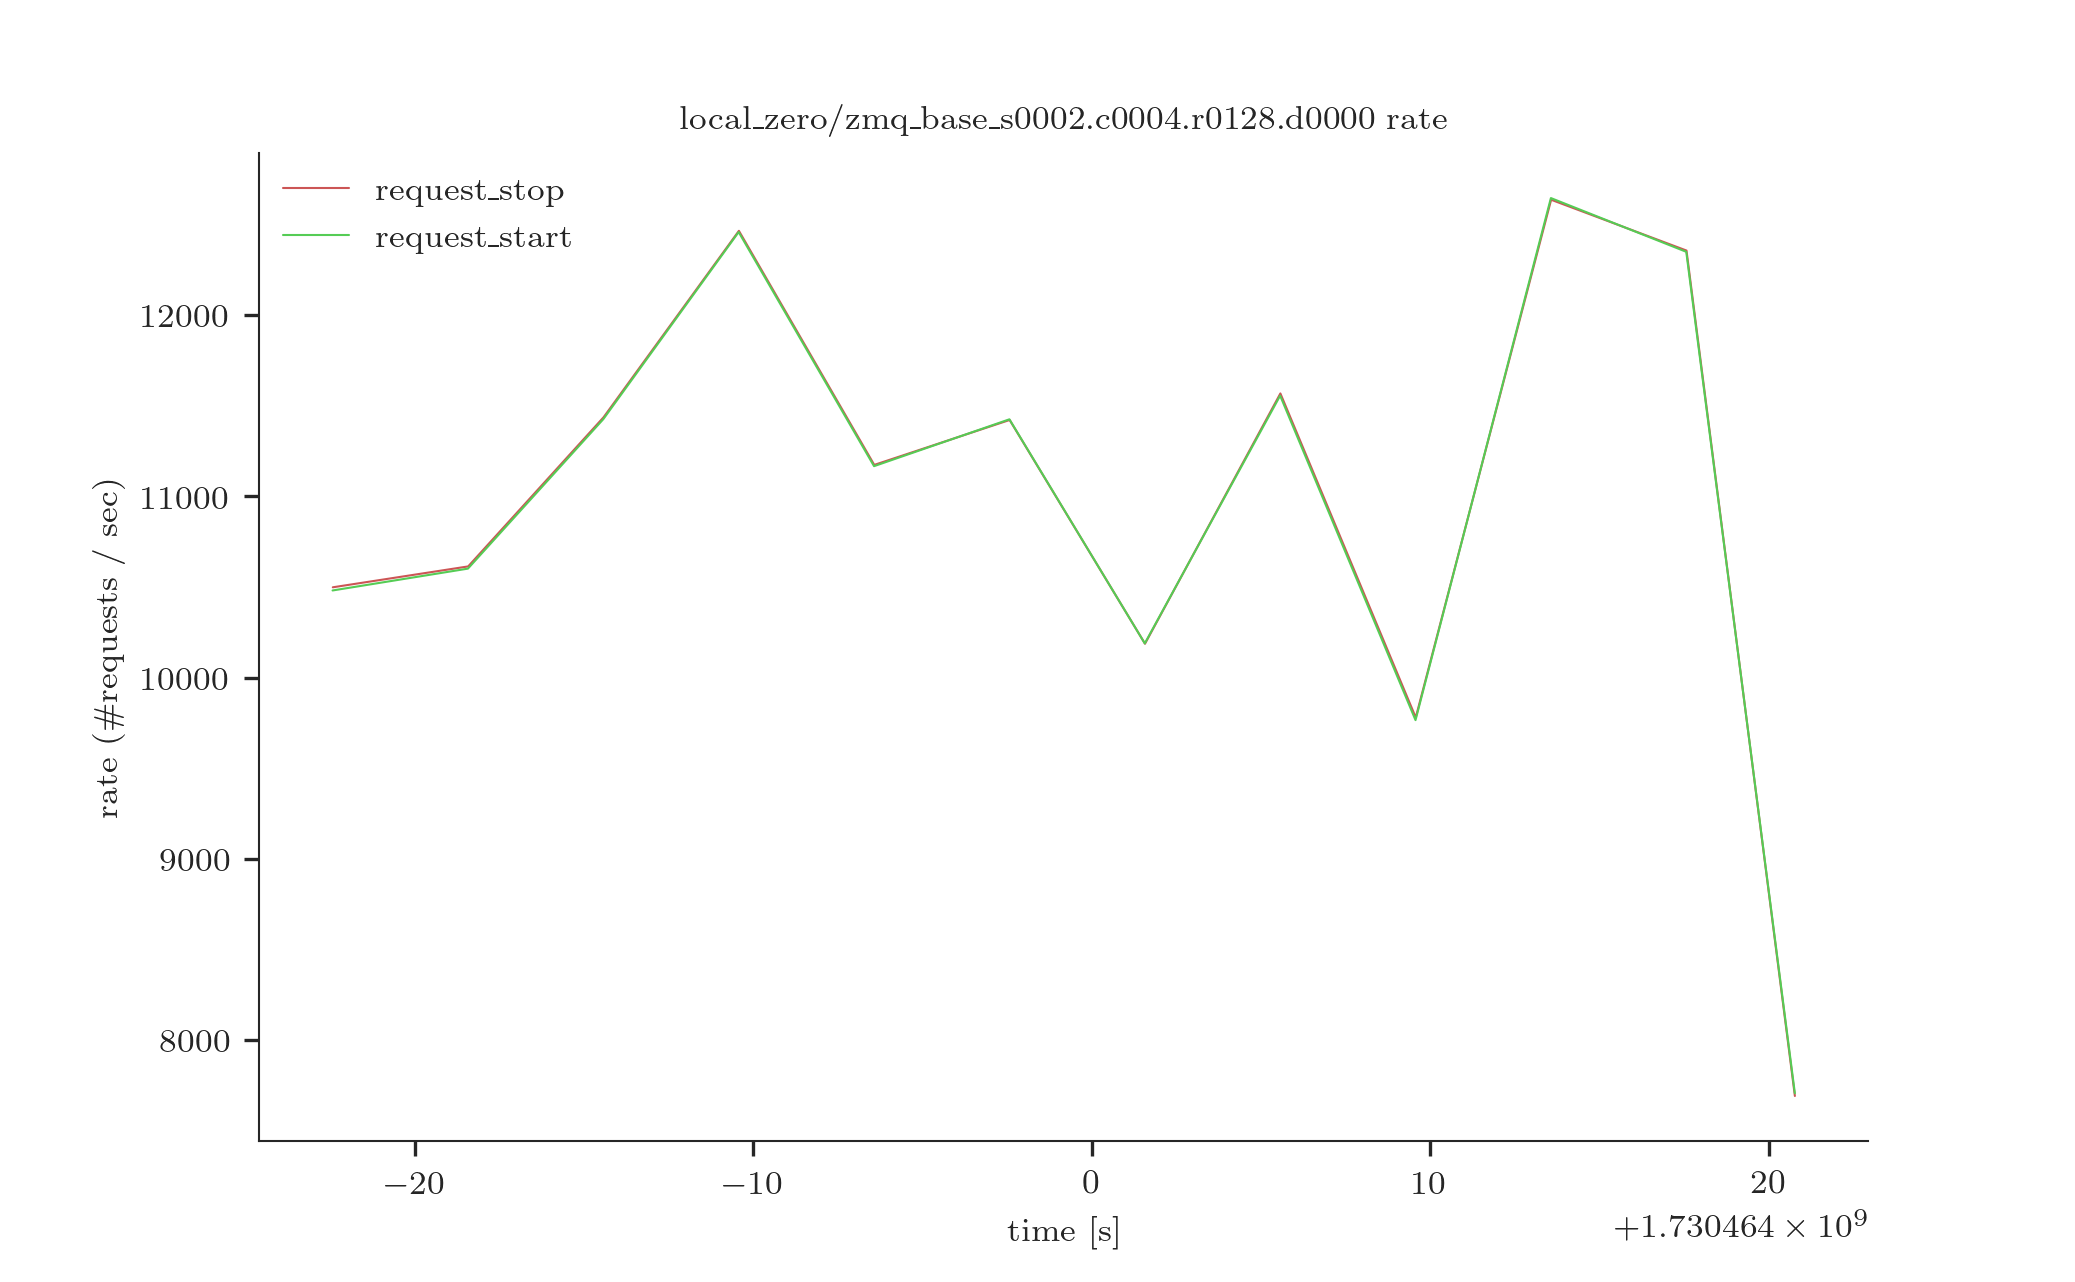 local_zero/zmq_base_s0002.c0004.r0128.d0000 rate
request_stop
request_start
rate (#requests / sec)
12000
11000
10000
9000
8000
−20
−10
0
10
20
time [s]
+1.730464 × 10⁹